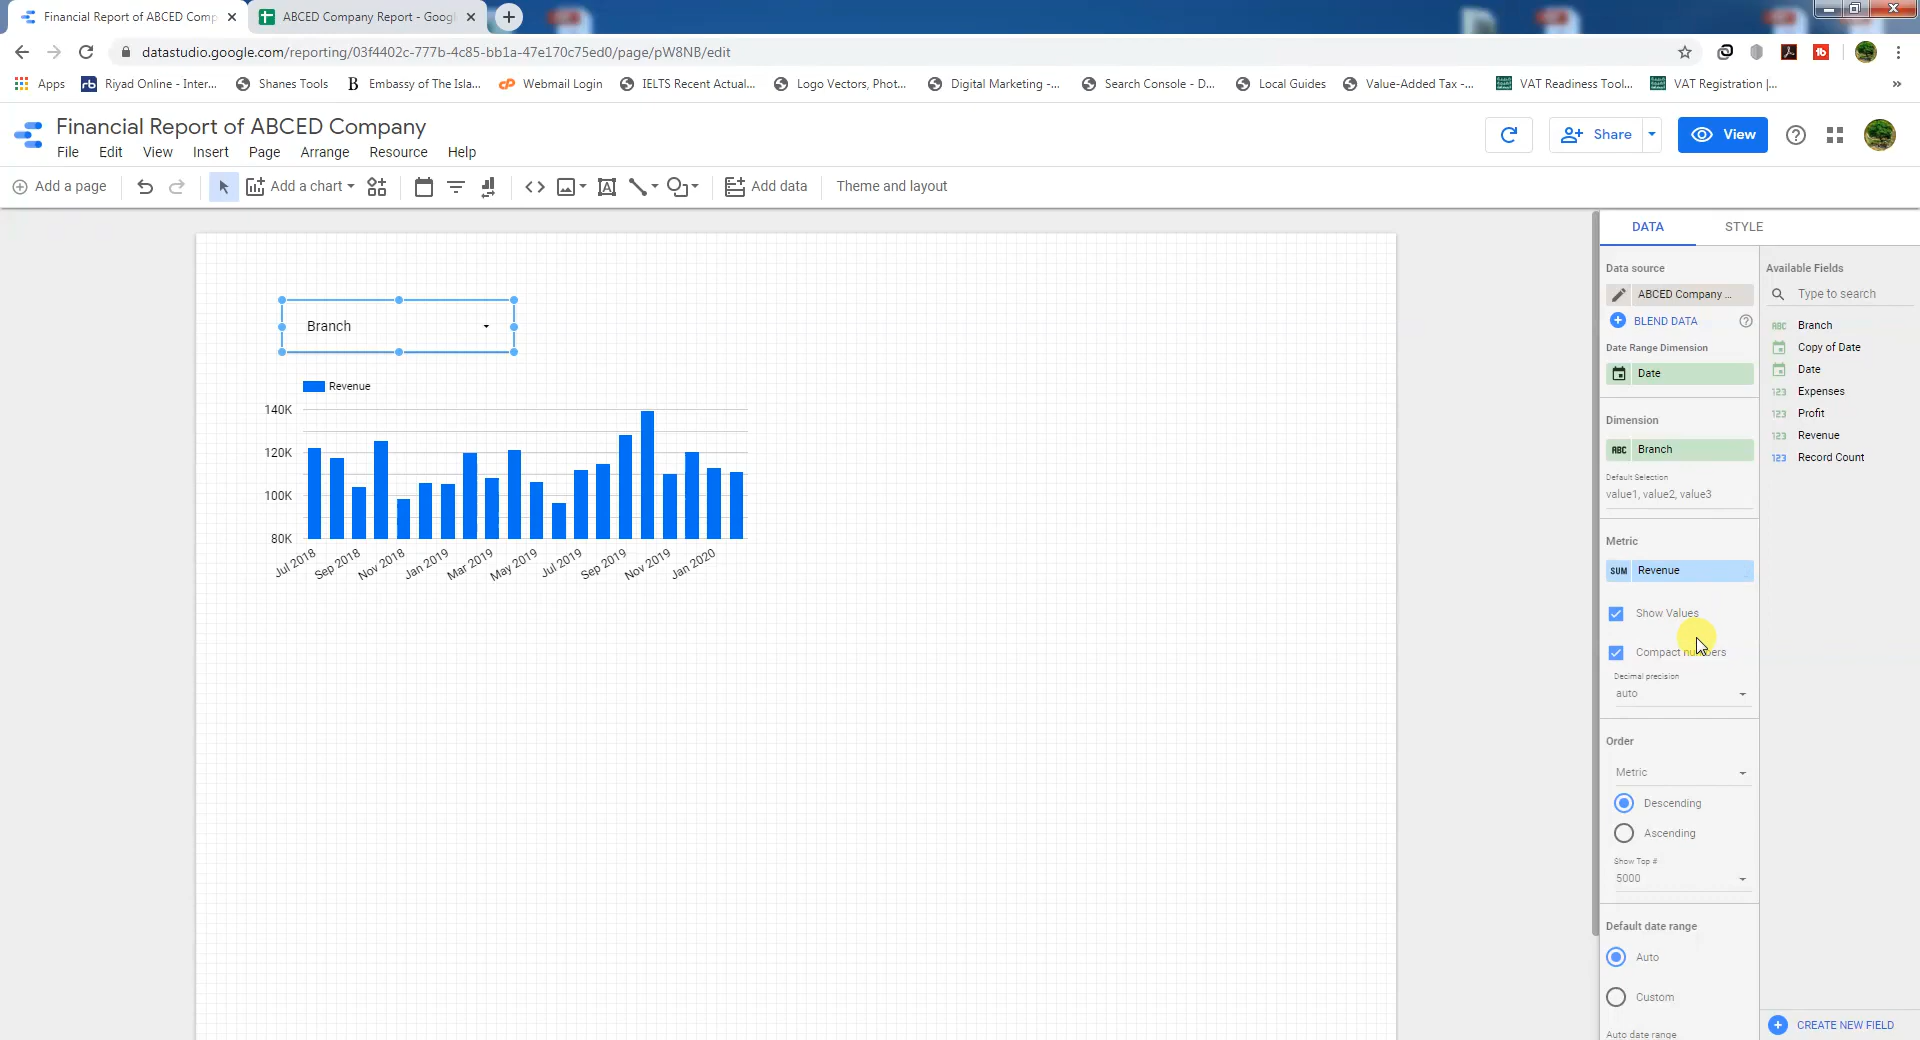 Financial Report of ABCED Comp
ABCED Company Report - Googl
datastudio.google.com/reporting/03f4402c-777b-4c85-bb1a-47e170c75ed0/page/pW8NB/edit
Apps
Riyad Online - Inter...
Shanes Tools
Embassy of The Isla...
Webmail Login
IELTS Recent Actual...
Logo Vectors, Phot...
Digital Marketing -...
Search Console - D...
Local Guides
Value-Added Tax -...
VAT Readiness Tool...
VAT Registration |...
»
Financial Report of ABCED Company
File Edit View Insert Page Arrange Resource Help
Share
View
Add a page
Add a chart
Add data
Theme and layout
Branch
Revenue
140K
120K
100K
80K
Jul 2018 Sep 2018 Nov 2018 Jan 2019 Mar 2019 May 2019 Jul 2019 Sep 2019 Nov 2019 Jan 2020
DATA STYLE
Data source
ABCED Company ...
BLEND DATA
Date Range Dimension
Date
Dimension
ABC Branch
Default Selection
value1, value2, value3
Metric
SUM Revenue
Show Values
Compact numbers
Decimal precision
auto
Order
Metric
Descending
Ascending
Show Top #
5000
Default date range
Auto
Custom
Auto date range
Available Fields
Type to search
ABC Branch
Copy of Date
Date
123 Expenses
123 Profit
123 Revenue
123 Record Count
CREATE NEW FIELD